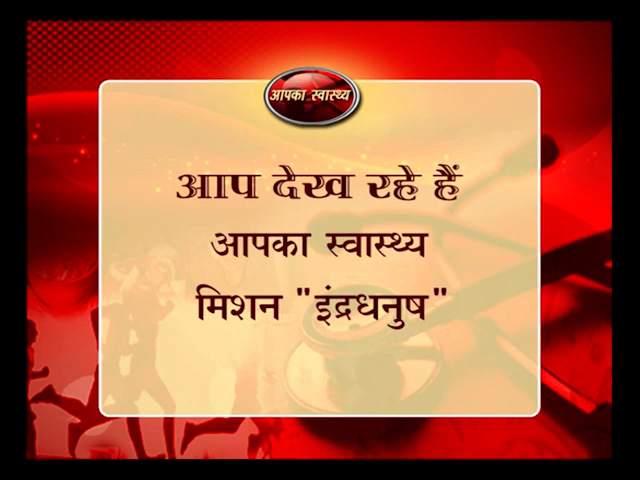 आपका स्वास्थ्य
आप देख रहे हैं
आपका स्वास्थ्य
मिशन "इंद्रधनुष"